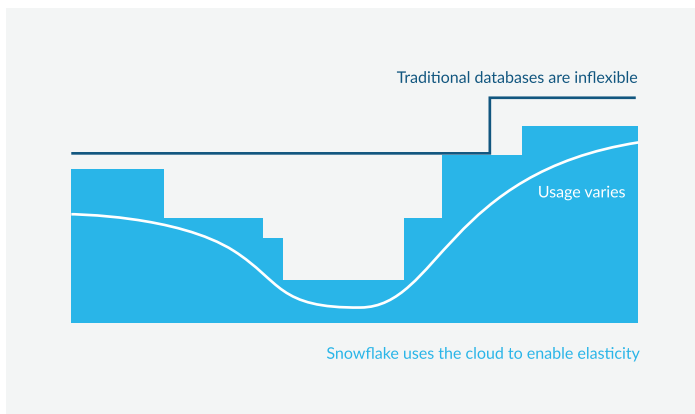 Traditional databases are inflexible
Usage varies
Snowflake uses the cloud to enable elasticity